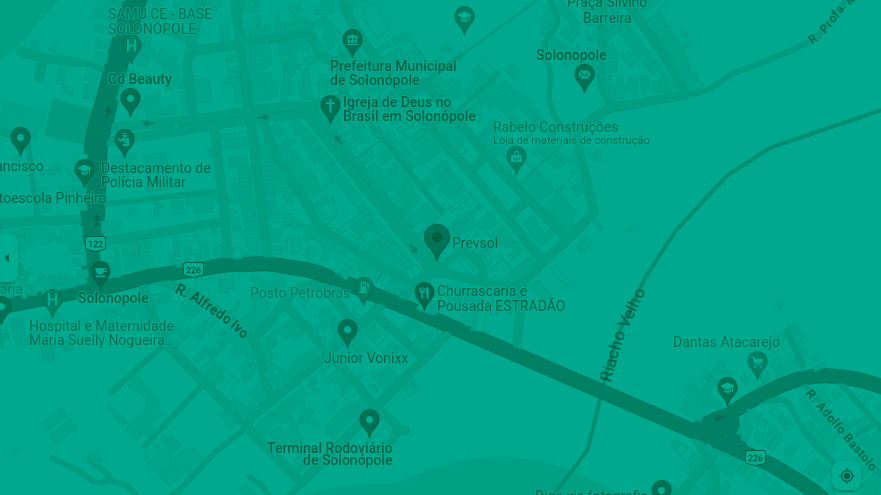 SAMU CE - BASE
SOLONÓPOLE
Praça Silvino
Barreira
R. Profa.
Cd Beauty
Prefeitura Municipal
de Solonópole
Solonopole
Igreja de Deus no
Brasil em Solonópole
Rabelo Construções
Loja de materiais de construção
ancisco
Destacamento de
Polícia Militar
toescola Pinheiro
122
Prevsol
226
aria
Solonopole
R. Alfredo Ivo
Posto Petrobras
Churrascaria e
Pousada ESTRADÃO
Hospital e Maternidade
Maria Suelly Nogueira...
Riacho Velho
Junior Vonixx
Dantas Atacarejo
R. Adolfo Bastolo
Terminal Rodoviário
de Solonópole
226